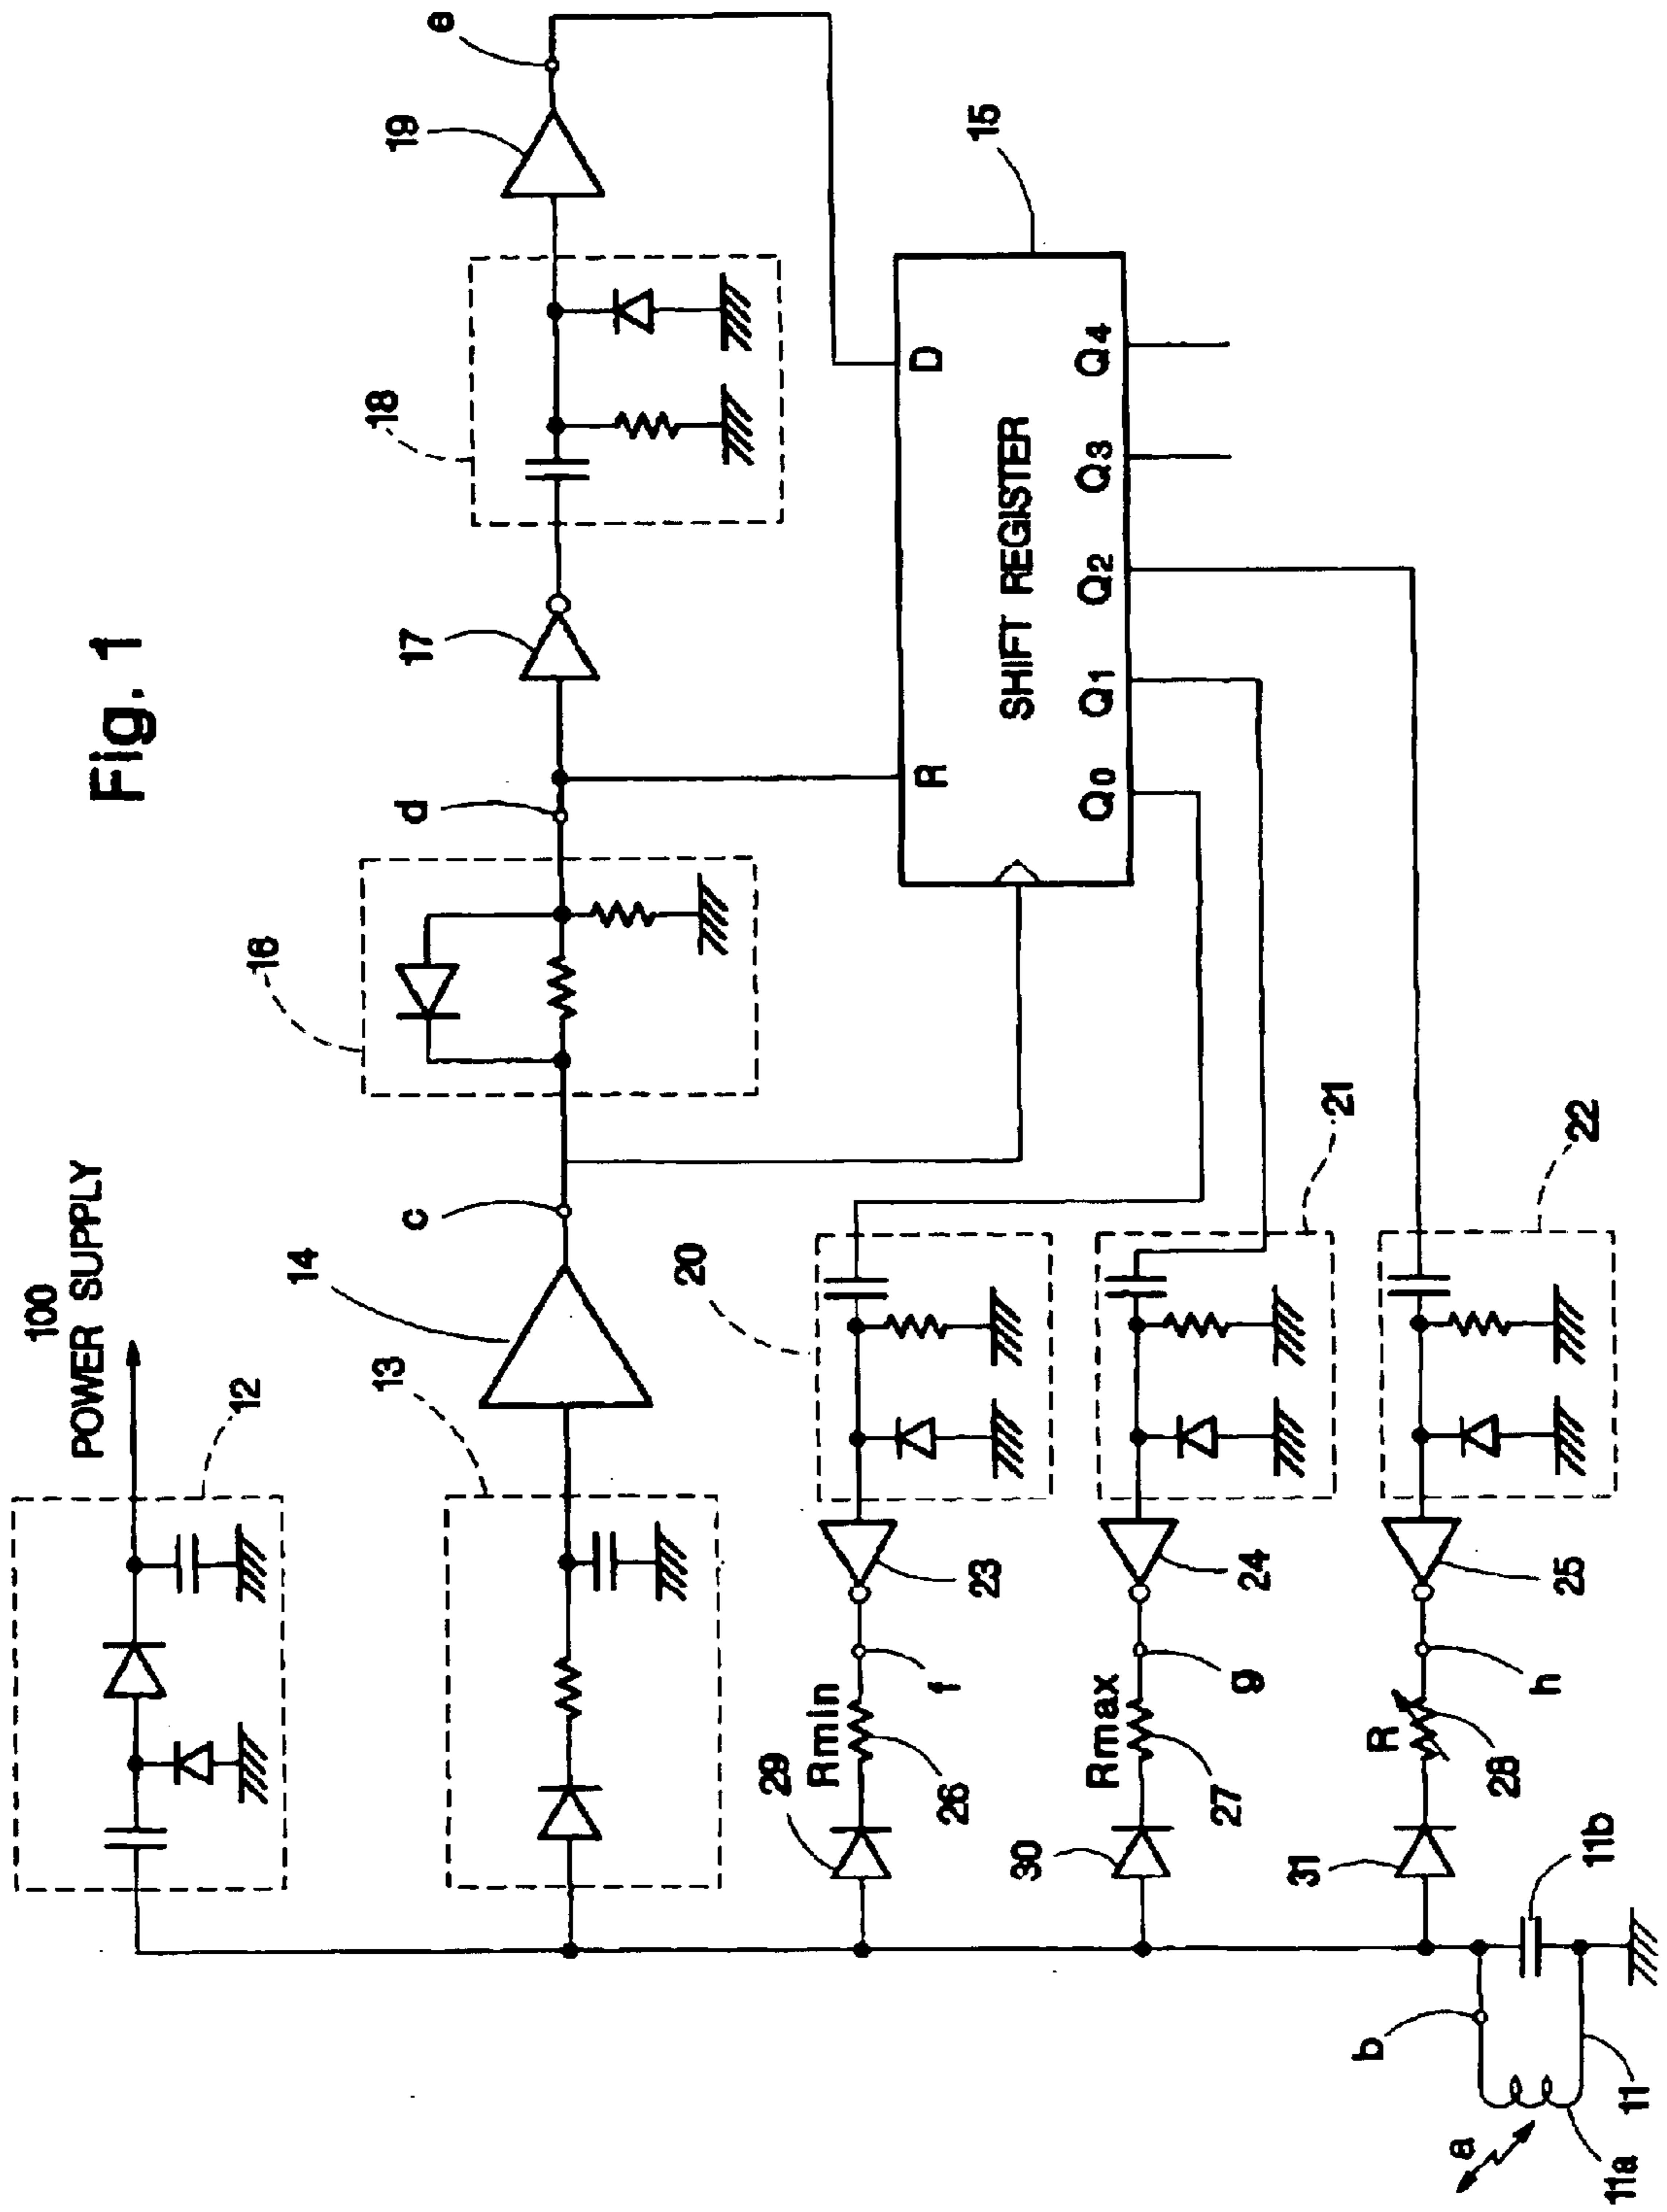 Fig. 1
100
POWER SUPPLY
12
13
14
c
16
d
17
18
19
e
15
SHIFT REGISTER
R
D
Q0
Q1
Q2
Q3
Q4
20
21
22
23
24
25
f
g
h
Rmin
Rmax
R
26
27
28
29
30
31
11b
b
11
11a
a